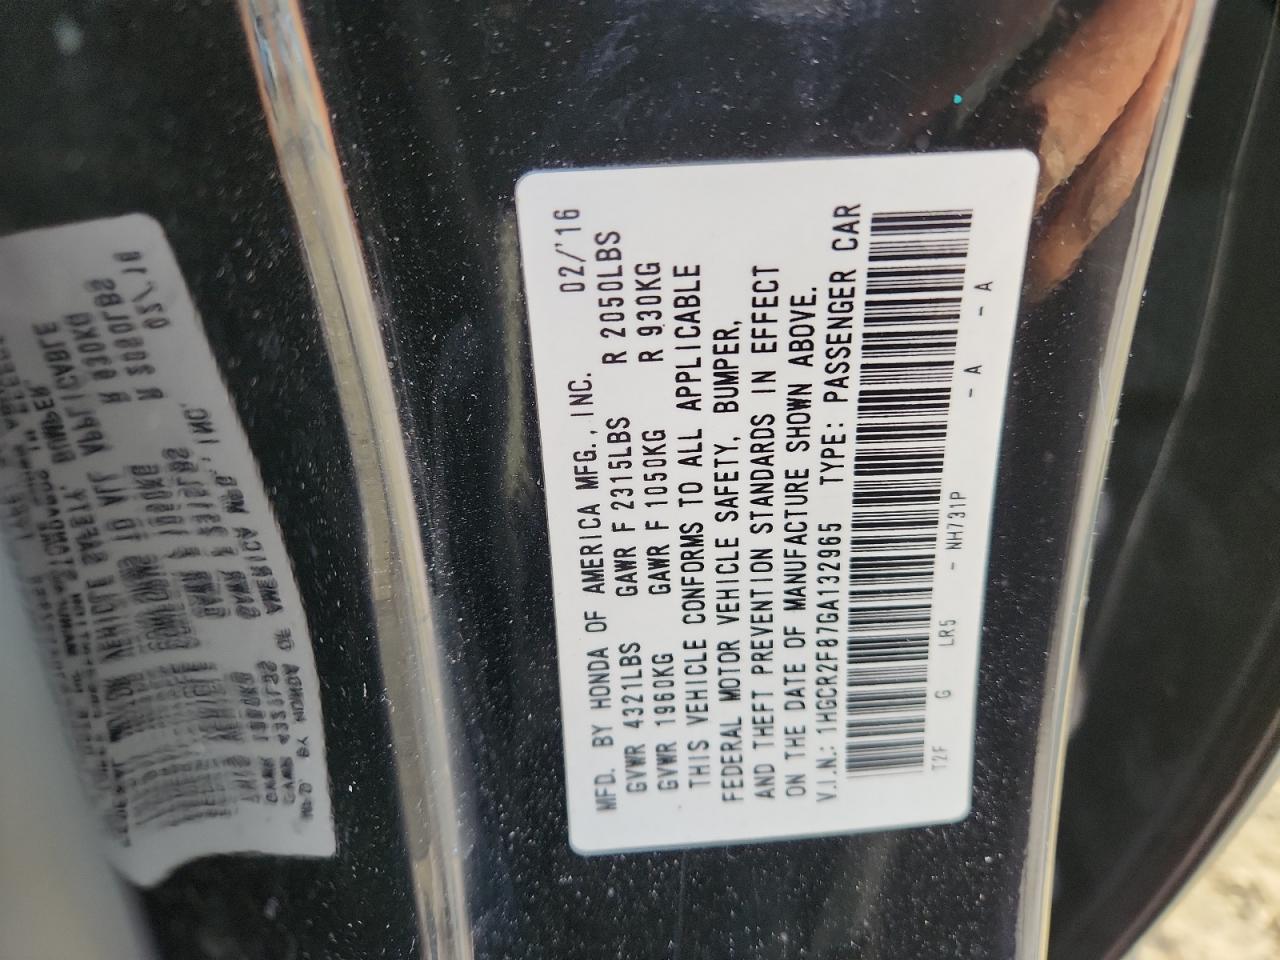 MFD. BY HONDA OF AMERICA MFG., INC. 02/'16
GVWR 4321LBS GAWR F 2315LBS R 2050LBS
GVWR 1960KG GAWR F 1050KG R 930KG
THIS VEHICLE CONFORMS TO ALL APPLICABLE
FEDERAL MOTOR VEHICLE SAFETY, BUMPER,
AND THEFT PREVENTION STANDARDS IN EFFECT
ON THE DATE OF MANUFACTURE SHOWN ABOVE.
V.I.N.: 1HGCR2F87GA132965 TYPE: PASSENGER CAR
T2F G LR5 - NH731P - A - A